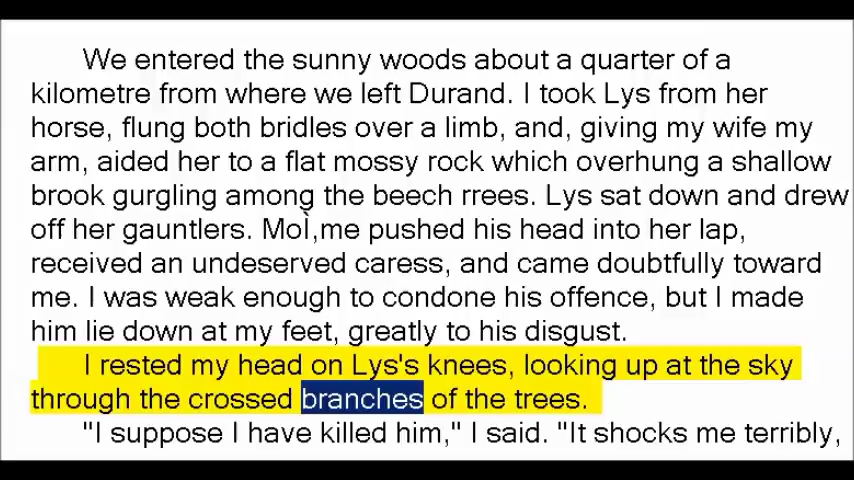 We entered the sunny woods about a quarter of a
kilometre from where we left Durand. I took Lys from her
horse, flung both bridles over a limb, and, giving my wife my
arm, aided her to a flat mossy rock which overhung a shallow
brook gurgling among the beech rrees. Lys sat down and drew
off her gauntlers. MoÌ,me pushed his head into her lap,
received an undeserved caress, and came doubtfully toward
me. I was weak enough to condone his offence, but I made
him lie down at my feet, greatly to his disgust.
I rested my head on Lys's knees, looking up at the sky
through the crossed branches of the trees.
"I suppose I have killed him," I said. "It shocks me terribly,